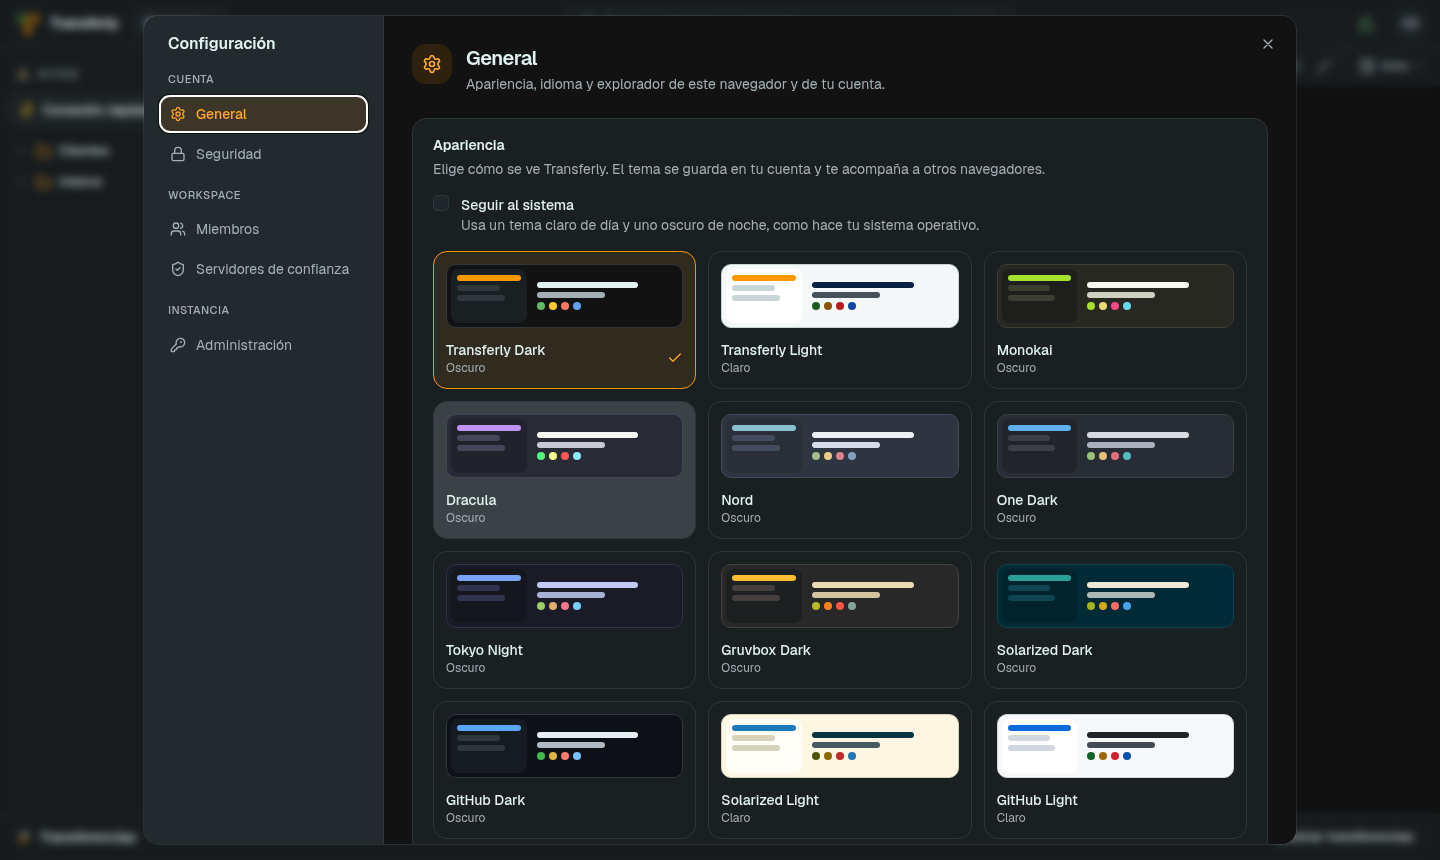 Transferly
Configuración
CUENTA
General
Seguridad
WORKSPACE
Miembros
Servidores de confianza
INSTANCIA
Administración
General
Apariencia, idioma y explorador de este navegador y de tu cuenta.
Apariencia
Elige cómo se ve Transferly. El tema se guarda en tu cuenta y te acompaña a otros navegadores.
Seguir al sistema
Usa un tema claro de día y uno oscuro de noche, como hace tu sistema operativo.
Transferly Dark
Oscuro
Transferly Light
Claro
Monokai
Oscuro
Dracula
Oscuro
Nord
Oscuro
One Dark
Oscuro
Tokyo Night
Oscuro
Gruvbox Dark
Oscuro
Solarized Dark
Oscuro
GitHub Dark
Oscuro
Solarized Light
Claro
GitHub Light
Claro
Transferencias